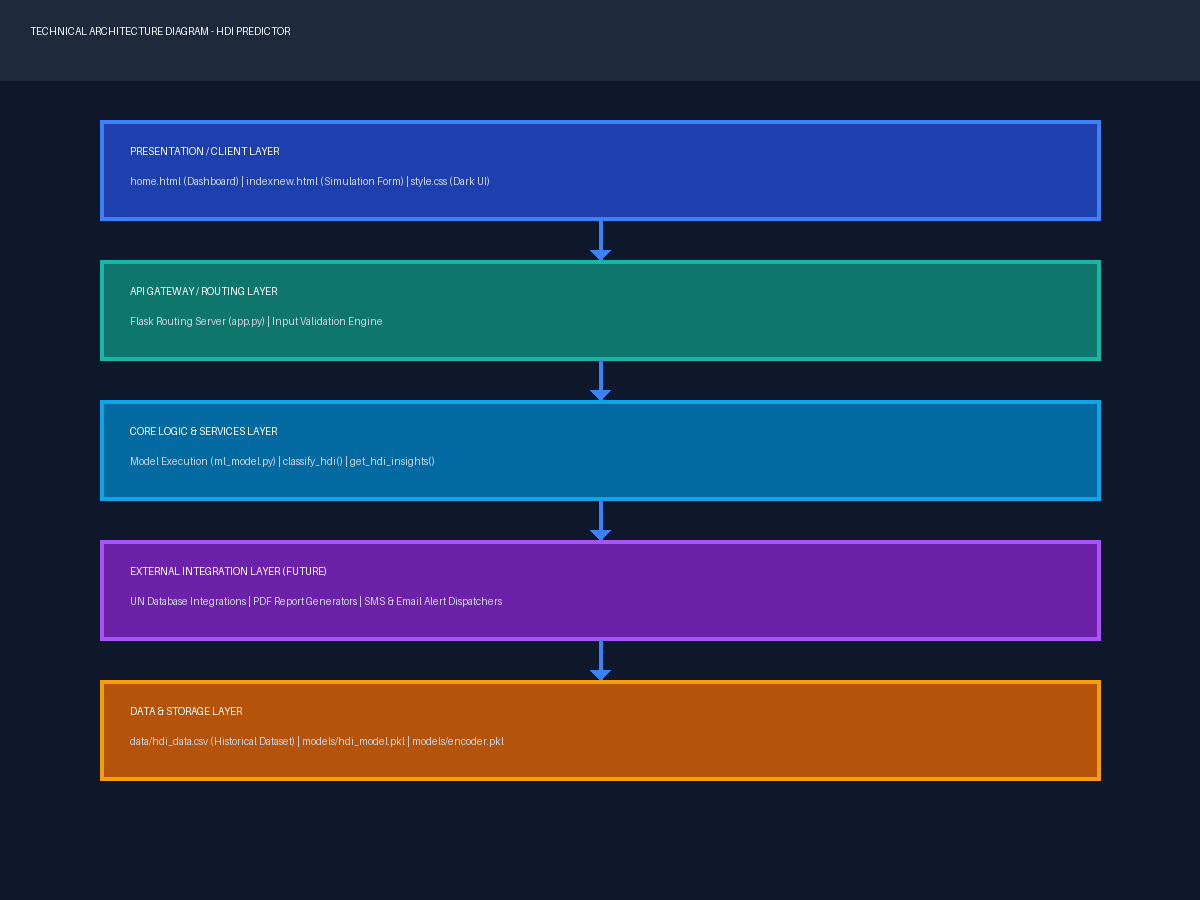 TECHNICAL ARCHITECTURE DIAGRAM - HDI PREDICTOR
PRESENTATION / CLIENT LAYER
home.html (Dashboard) | indexnew.html (Simulation Form) | style.css (Dark UI)
API GATEWAY / ROUTING LAYER
Flask Routing Server (app.py) | Input Validation Engine
CORE LOGIC & SERVICES LAYER
Model Execution (ml_model.py) | classify_hdi() | get_hdi_insights()
EXTERNAL INTEGRATION LAYER (FUTURE)
UN Database Integrations | PDF Report Generators | SMS & Email Alert Dispatchers
DATA & STORAGE LAYER
data/hdi_data.csv (Historical Dataset) | models/hdi_model.pkl | models/encoder.pkl